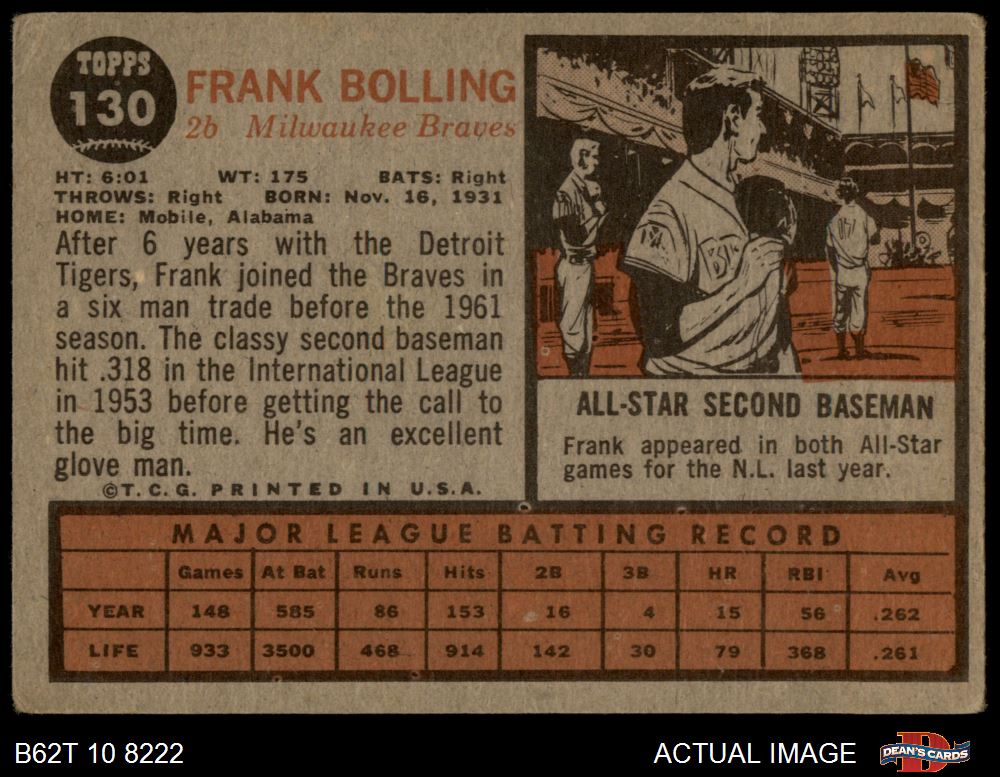 TOPPS
130
FRANK BOLLING
2b Milwaukee Braves
HT: 6:01 WT: 175 BATS: Right
THROWS: Right BORN: Nov. 16, 1931
HOME: Mobile, Alabama
After 6 years with the Detroit
Tigers, Frank joined the Braves in
a six man trade before the 1961
season. The classy second baseman
hit .318 in the International League
in 1953 before getting the call to
the big time. He's an excellent
glove man.
©T.C.G. PRINTED IN U.S.A.
ALL-STAR SECOND BASEMAN
Frank appeared in both All-Star
games for the N.L. last year.
MAJOR LEAGUE BATTING RECORD
Games At Bat Runs Hits 2B 3B HR RBI Avg
YEAR 148 585 86 153 16 4 15 56 .262
LIFE 933 3500 468 914 142 30 79 368 .261
B62T 10 8222
ACTUAL IMAGE
DEAN'S CARDS